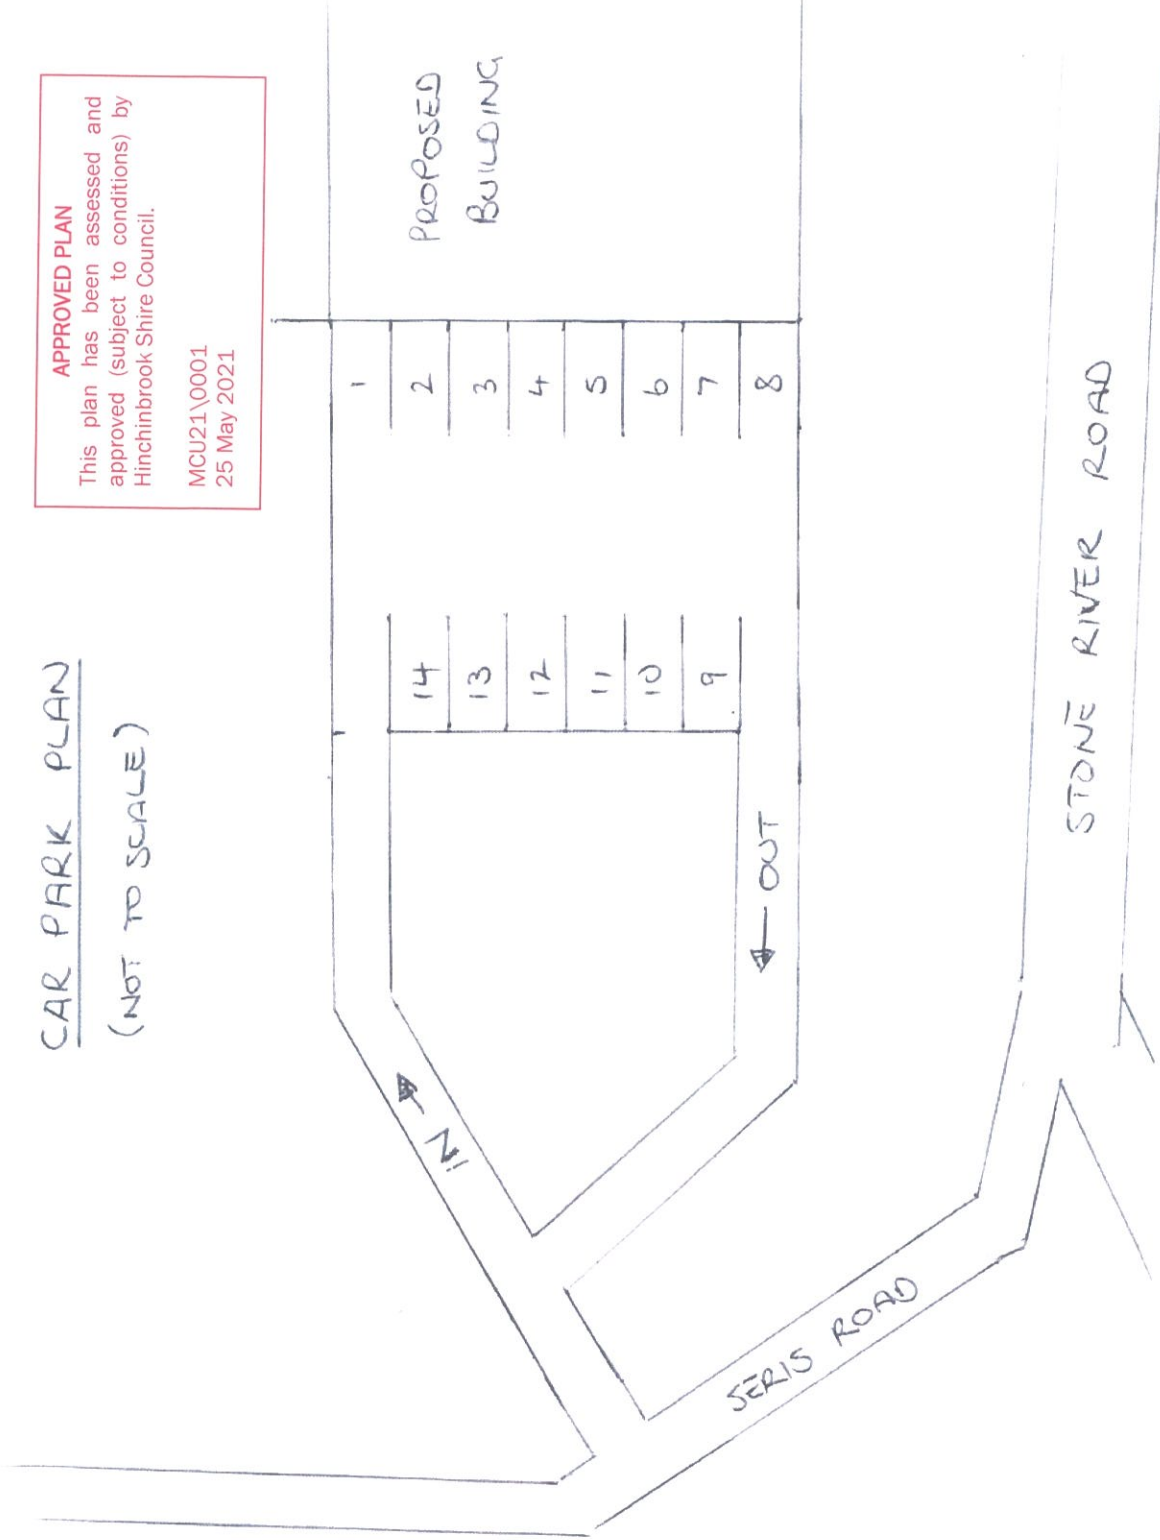 CAR PARK PLAN
(NOT TO SCALE)
APPROVED PLAN
This plan has been assessed and
approved (subject to conditions) by
Hinchinbrook Shire Council.
MCU21\0001
25 May 2021
PROPOSED
BUILDING
1
2
3
4
5
6
7
8
14
13
12
11
10
9
IN
OUT
SERIS ROAD
STONE RIVER ROAD